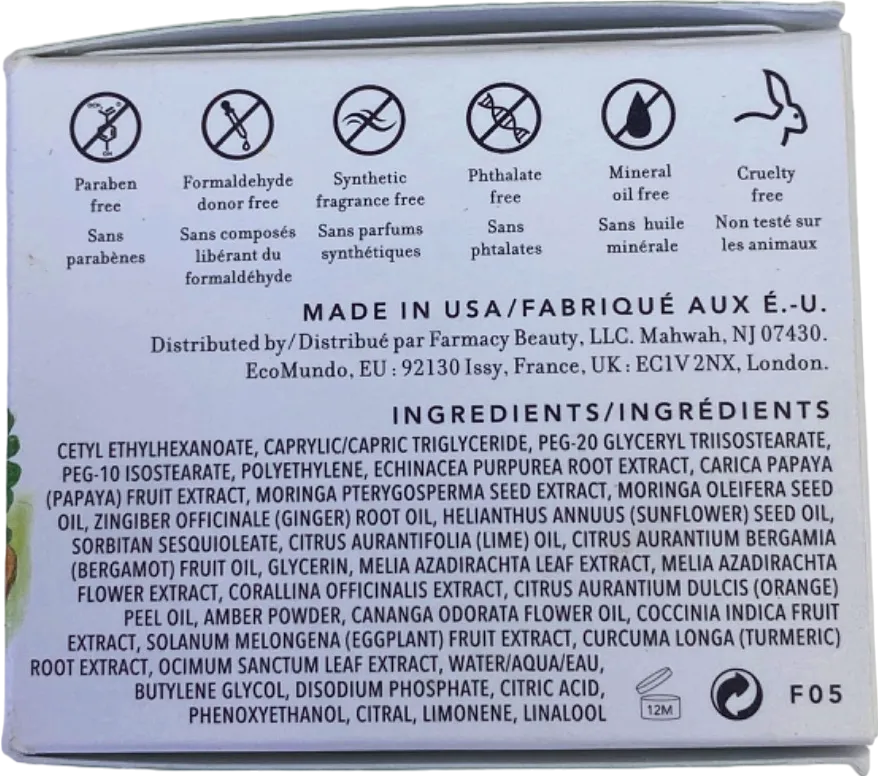 Paraben free
Sans parabènes
Formaldehyde donor free
Sans composés libérant du formaldéhyde
Synthetic fragrance free
Sans parfums synthétiques
Phthalate free
Sans phtalates
Mineral oil free
Sans huile minérale
Cruelty free
Non testé sur les animaux
MADE IN USA/FABRIQUÉ AUX É.-U.
Distributed by/Distribué par Farmacy Beauty, LLC. Mahwah, NJ 07430.
EcoMundo, EU : 92130 Issy, France, UK : EC1V 2NX, London.
INGREDIENTS/INGRÉDIENTS
CETYL ETHYLHEXANOATE, CAPRYLIC/CAPRIC TRIGLYCERIDE, PEG-20 GLYCERYL TRIISOSTEARATE,
PEG-10 ISOSTEARATE, POLYETHYLENE, ECHINACEA PURPUREA ROOT EXTRACT, CARICA PAPAYA
(PAPAYA) FRUIT EXTRACT, MORINGA PTERYGOSPERMA SEED EXTRACT, MORINGA OLEIFERA SEED
OIL, ZINGIBER OFFICINALE (GINGER) ROOT OIL, HELIANTHUS ANNUUS (SUNFLOWER) SEED OIL,
SORBITAN SESQUIOLEATE, CITRUS AURANTIFOLIA (LIME) OIL, CITRUS AURANTIUM BERGAMIA
(BERGAMOT) FRUIT OIL, GLYCERIN, MELIA AZADIRACHTA LEAF EXTRACT, MELIA AZADIRACHTA
FLOWER EXTRACT, CORALLINA OFFICINALIS EXTRACT, CITRUS AURANTIUM DULCIS (ORANGE)
PEEL OIL, AMBER POWDER, CANANGA ODORATA FLOWER OIL, COCCINIA INDICA FRUIT
EXTRACT, SOLANUM MELONGENA (EGGPLANT) FRUIT EXTRACT, CURCUMA LONGA (TURMERIC)
ROOT EXTRACT, OCIMUM SANCTUM LEAF EXTRACT, WATER/AQUA/EAU,
BUTYLENE GLYCOL, DISODIUM PHOSPHATE, CITRIC ACID,
PHENOXYETHANOL, CITRAL, LIMONENE, LINALOOL
12M
F05